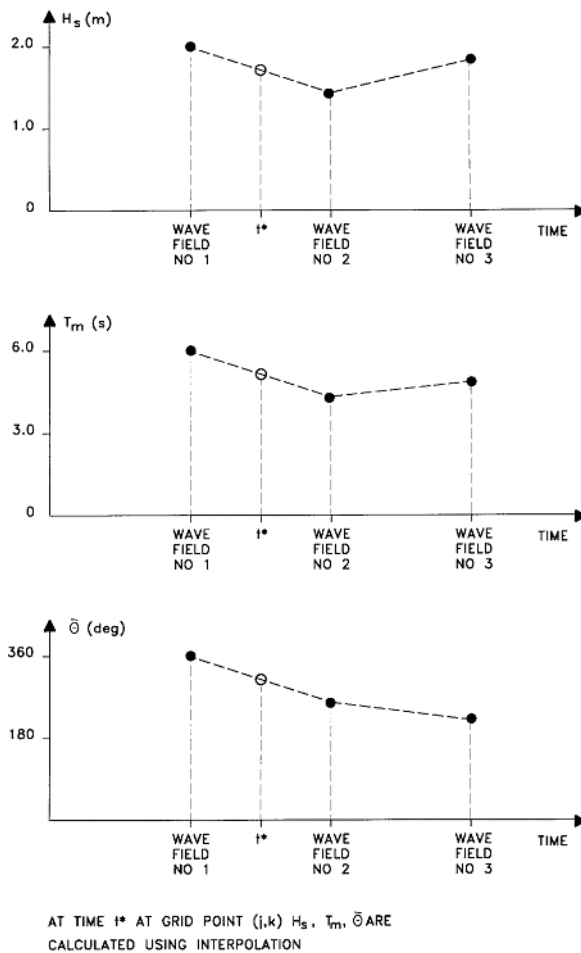 H_s (m)
2.0
1.0
0
WAVE FIELD NO 1
t*
WAVE FIELD NO 2
WAVE FIELD NO 3
TIME
T_m (s)
6.0
3.0
0
WAVE FIELD NO 1
t*
WAVE FIELD NO 2
WAVE FIELD NO 3
TIME
Θ̄ (deg)
360
180
WAVE FIELD NO 1
t*
WAVE FIELD NO 2
WAVE FIELD NO 3
TIME
AT TIME t* AT GRID POINT (j,k) H_s, T_m, Θ̄ ARE
CALCULATED USING INTERPOLATION